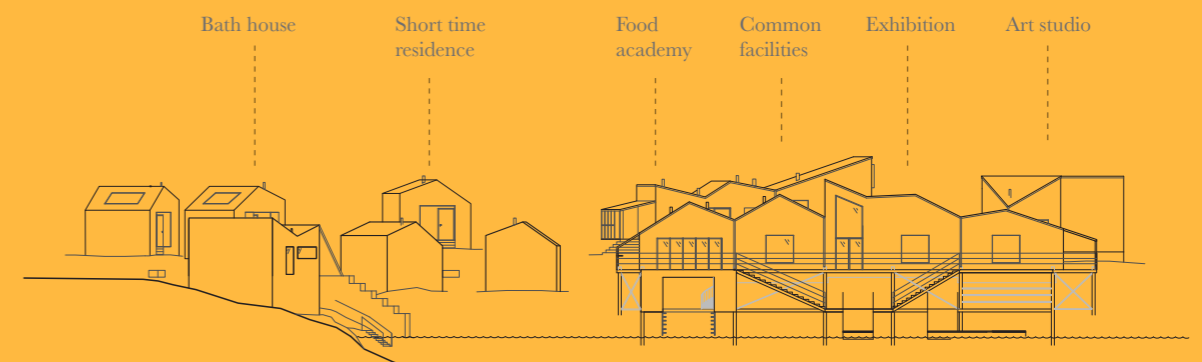 Bath house
Short time
residence
Food
academy
Common
facilities
Exhibition
Art studio